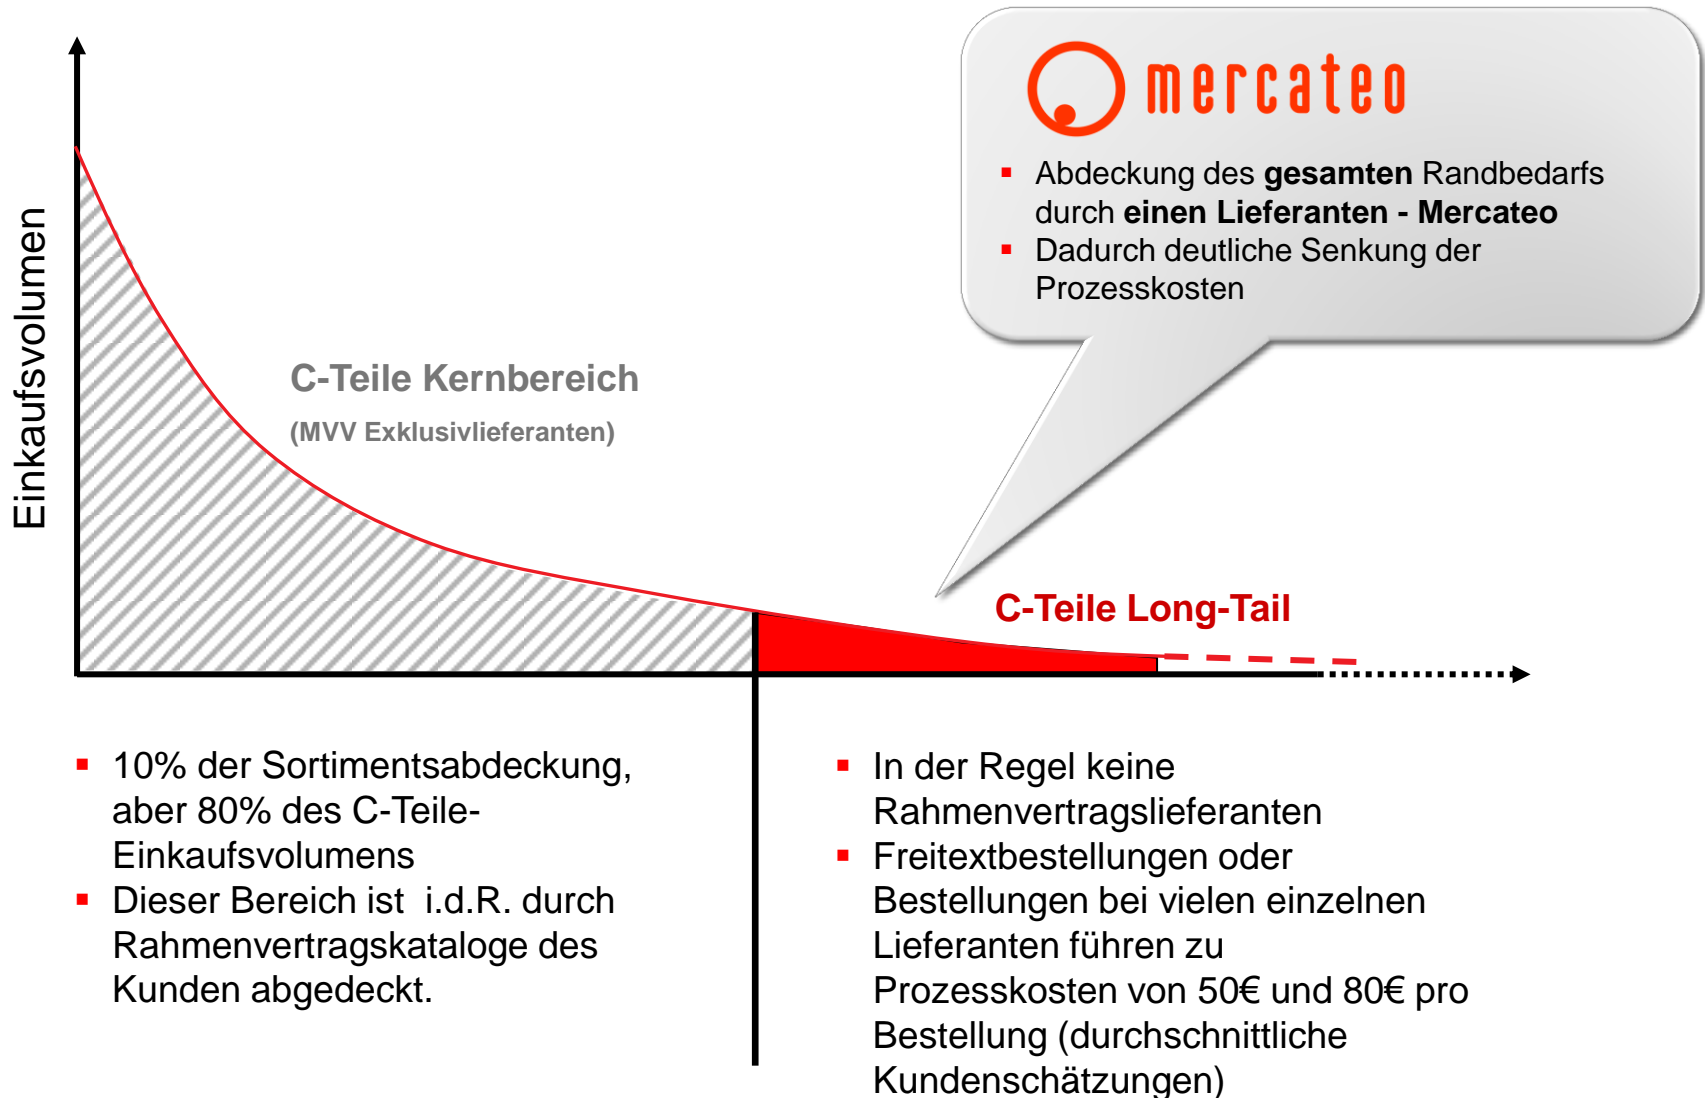 mercateo
Abdeckung des gesamten Randbedarfs
durch einen Lieferanten - Mercateo
Dadurch deutliche Senkung der
Prozesskosten
Einkaufsvolumen
C-Teile Kernbereich
(MVV Exklusivlieferanten)
C-Teile Long-Tail
10% der Sortimentsabdeckung,
aber 80% des C-Teile-
Einkaufsvolumens
Dieser Bereich ist i.d.R. durch
Rahmenvertragskataloge des
Kunden abgedeckt.
In der Regel keine
Rahmenvertragslieferanten
Freitextbestellungen oder
Bestellungen bei vielen einzelnen
Lieferanten führen zu
Prozesskosten von 50€ und 80€ pro
Bestellung (durchschnittliche
Kundenschätzungen)